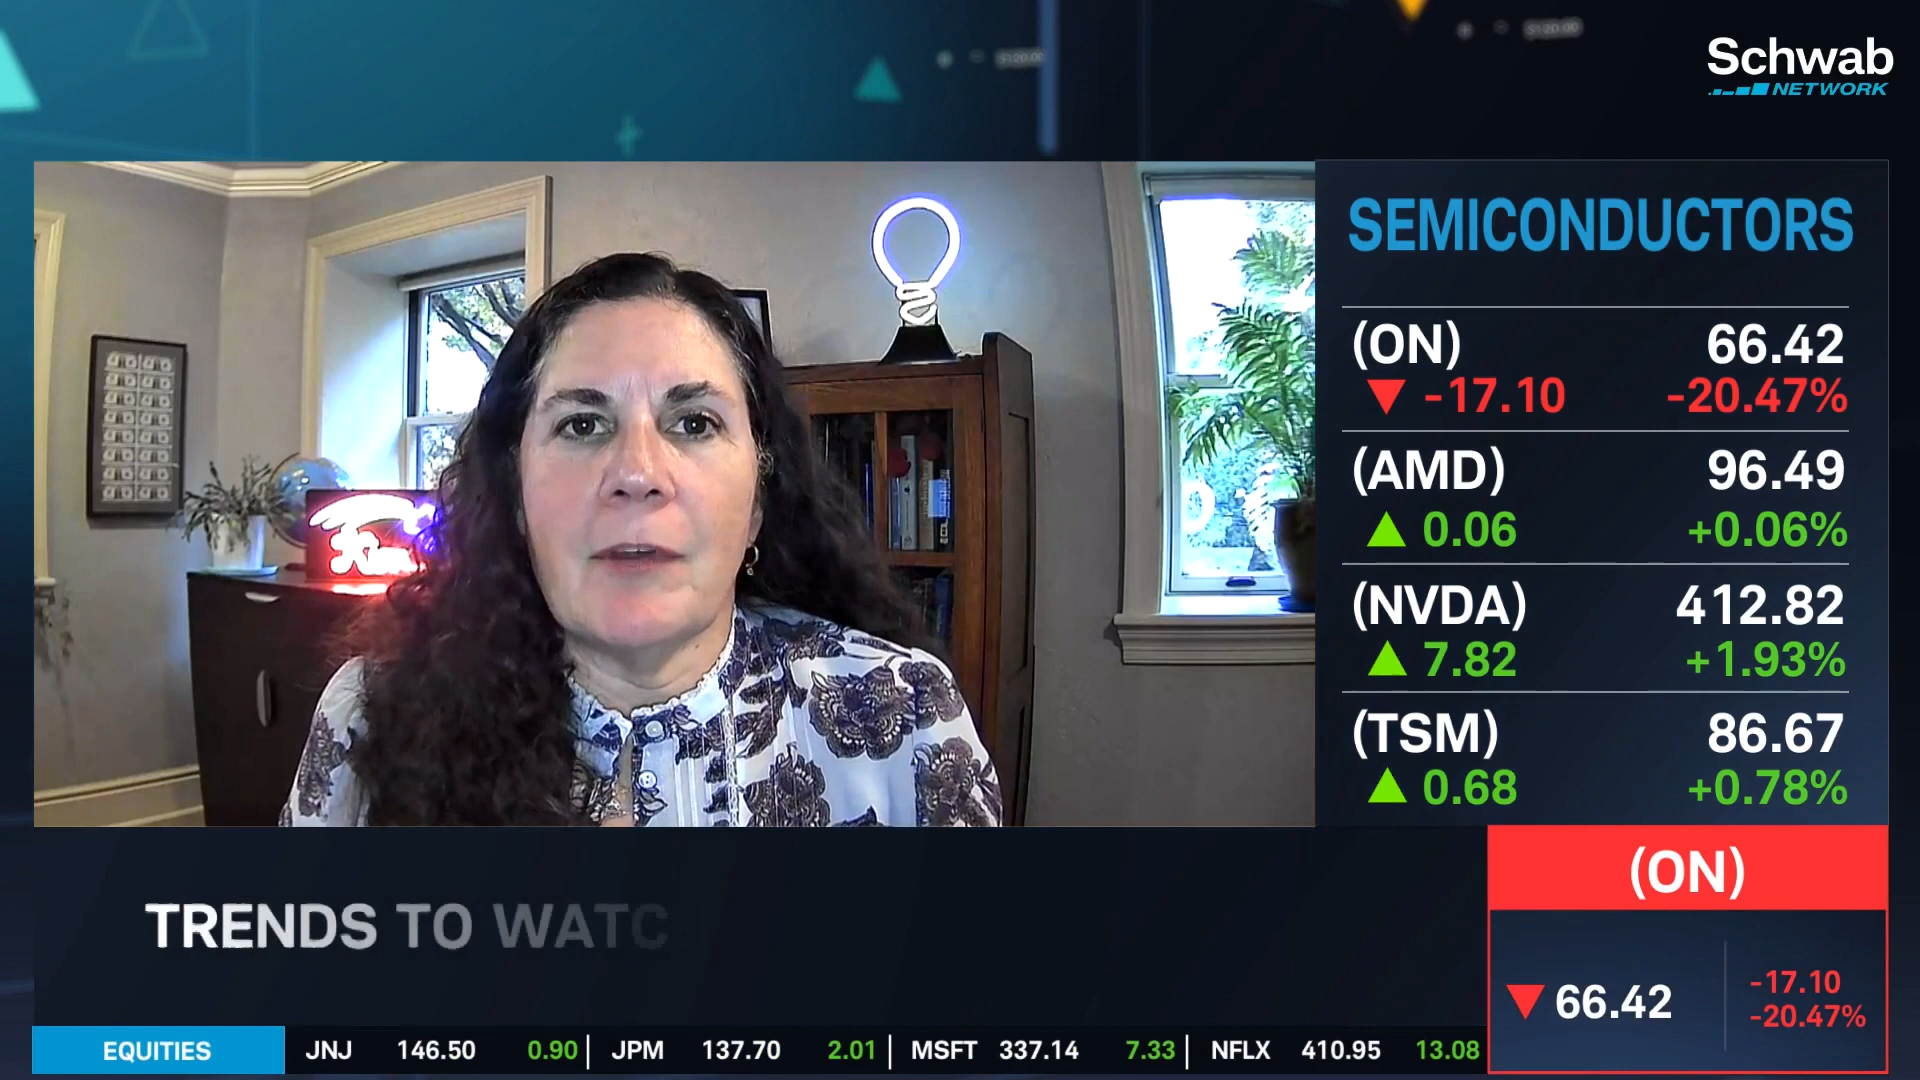 Schwab
NETWORK
SEMICONDUCTORS
(ON) 66.42
▼ -17.10 -20.47%
(AMD) 96.49
▲ 0.06 +0.06%
(NVDA) 412.82
▲ 7.82 +1.93%
(TSM) 86.67
▲ 0.68 +0.78%
TRENDS TO WATC
(ON)
▼ 66.42
-17.10
-20.47%
EQUITIES JNJ 146.50 0.90 JPM 137.70 2.01 MSFT 337.14 7.33 NFLX 410.95 13.08